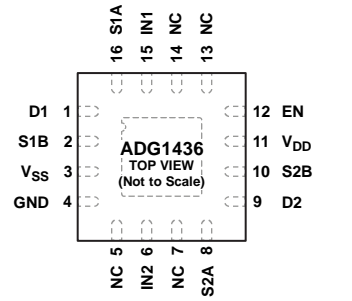 16 S1A
15 IN1
14 NC
13 NC
D1 1
S1B 2
VSS 3
GND 4
ADG1436
TOP VIEW
(Not to Scale)
12 EN
11 VDD
10 S2B
9 D2
NC 5
IN2 6
NC 7
S2A 8